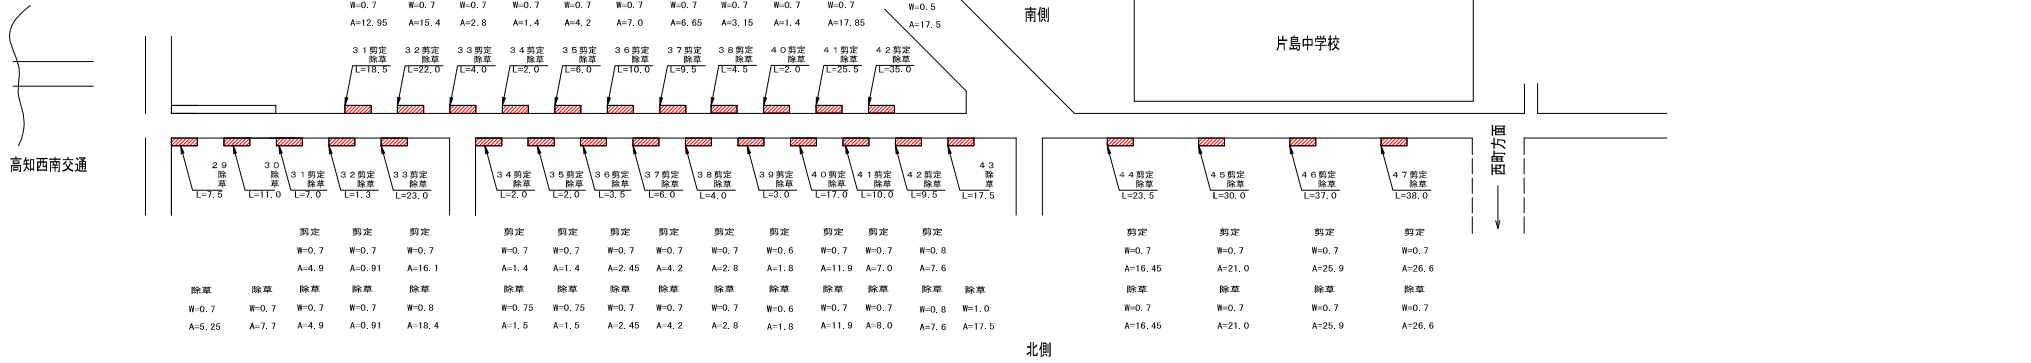 W=0.7 W=0.7 W=0.7 W=0.7 W=0.7 W=0.7 W=0.7 W=0.7 W=0.7 W=0.7 W=0.5
A=12.95 A=15.4 A=2.8 A=1.4 A=4.2 A=7.0 A=6.65 A=3.15 A=1.4 A=17.85 A=17.5
南側
片島中学校
31剪定 32剪定 33剪定 34剪定 35剪定 36剪定 37剪定 38剪定 40剪定 41剪定 42剪定
除草 除草 除草 除草 除草 除草 除草 除草 除草 除草 除草
L=18.5 L=22.0 L=4.0 L=2.0 L=6.0 L=10.0 L=9.5 L=4.5 L=2.0 L=25.5 L=35.0
高知西南交通
西町方面
29 30 31剪定 32剪定 33剪定 34剪定 35剪定 36剪定 37剪定 38剪定 39剪定 40剪定 41剪定 42剪定 43 44剪定 45剪定 46剪定 47剪定
除草 除草 除草 除草 除草 除草 除草 除草 除草 除草 除草 除草 除草 除草 除草 除草 除草 除草 除草
L=7.5 L=11.0 L=7.0 L=1.3 L=23.0 L=2.0 L=2.0 L=3.5 L=6.0 L=4.0 L=3.0 L=17.0 L=10.0 L=9.5 L=17.5 L=23.5 L=30.0 L=37.0 L=38.0
剪定 剪定 剪定 剪定 剪定 剪定 剪定 剪定 剪定 剪定 剪定 剪定 剪定 剪定 剪定 剪定
W=0.7 W=0.7 W=0.7 W=0.7 W=0.7 W=0.7 W=0.7 W=0.7 W=0.6 W=0.7 W=0.7 W=0.8 W=0.7 W=0.7 W=0.7 W=0.7
A=4.9 A=0.91 A=16.1 A=1.4 A=1.4 A=2.45 A=4.2 A=2.8 A=1.8 A=11.9 A=7.0 A=7.6 A=16.45 A=21.0 A=25.9 A=26.6
除草 除草 除草 除草 除草 除草 除草 除草 除草 除草 除草 除草 除草 除草 除草 除草 除草 除草 除草
W=0.7 W=0.7 W=0.7 W=0.7 W=0.8 W=0.75 W=0.75 W=0.7 W=0.7 W=0.7 W=0.6 W=0.7 W=0.7 W=0.8 W=1.0 W=0.7 W=0.7 W=0.7 W=0.7
A=5.25 A=7.7 A=4.9 A=0.91 A=18.4 A=1.5 A=1.5 A=2.45 A=4.2 A=2.8 A=1.8 A=11.9 A=8.0 A=7.6 A=17.5 A=16.45 A=21.0 A=25.9 A=26.6
北側